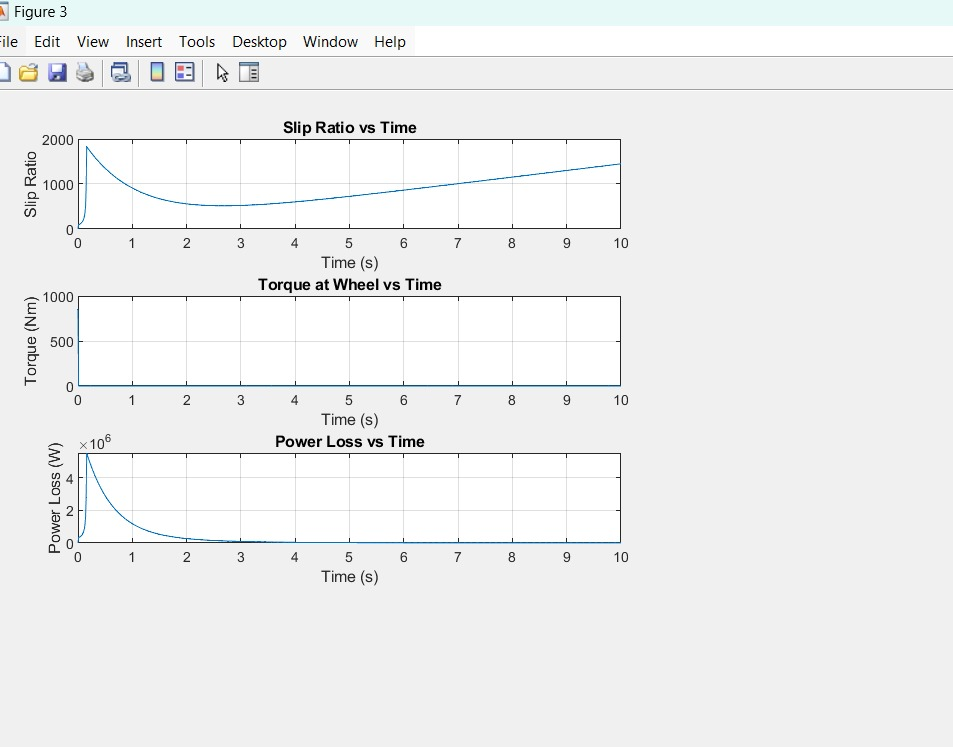 Figure 3
File Edit View Insert Tools Desktop Window Help
Slip Ratio vs Time
Slip Ratio
2000
1000
0
0 1 2 3 4 5 6 7 8 9 10
Time (s)
Torque at Wheel vs Time
Torque (Nm)
1000
500
0
0 1 2 3 4 5 6 7 8 9 10
Time (s)
×10⁶
Power Loss vs Time
Power Loss (W)
4
2
0
0 1 2 3 4 5 6 7 8 9 10
Time (s)